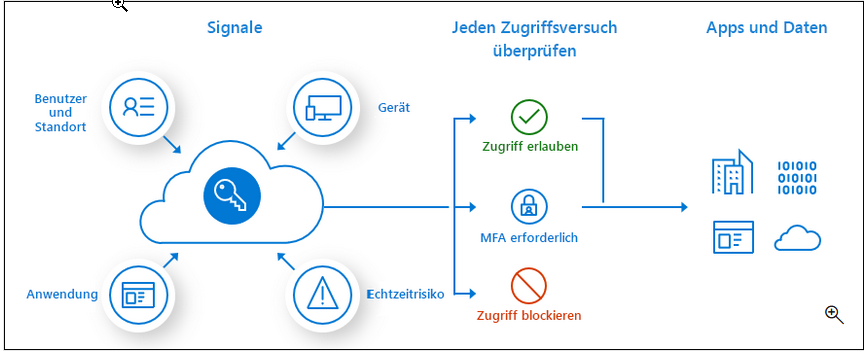 Signale
Jeden Zugriffsversuch
überprüfen
Apps und Daten
Benutzer
und
Standort
Gerät
Zugriff erlauben
101010
010101
101010
MFA erforderlich
Anwendung
Echtzeitrisiko
Zugriff blockieren